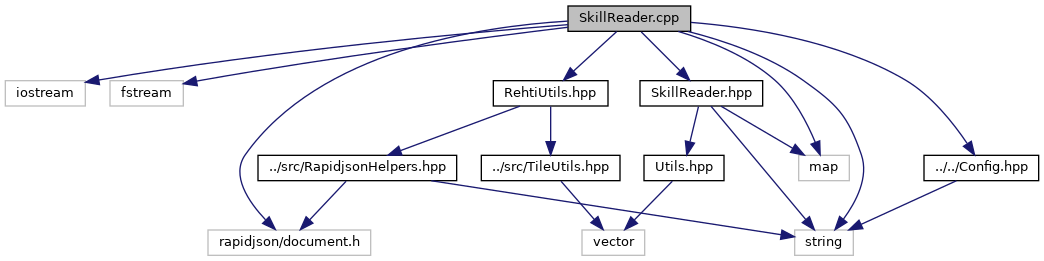 SkillReader.cpp
iostream
fstream
RehtiUtils.hpp
SkillReader.hpp
../src/RapidjsonHelpers.hpp
../src/TileUtils.hpp
Utils.hpp
map
../../Config.hpp
rapidjson/document.h
vector
string